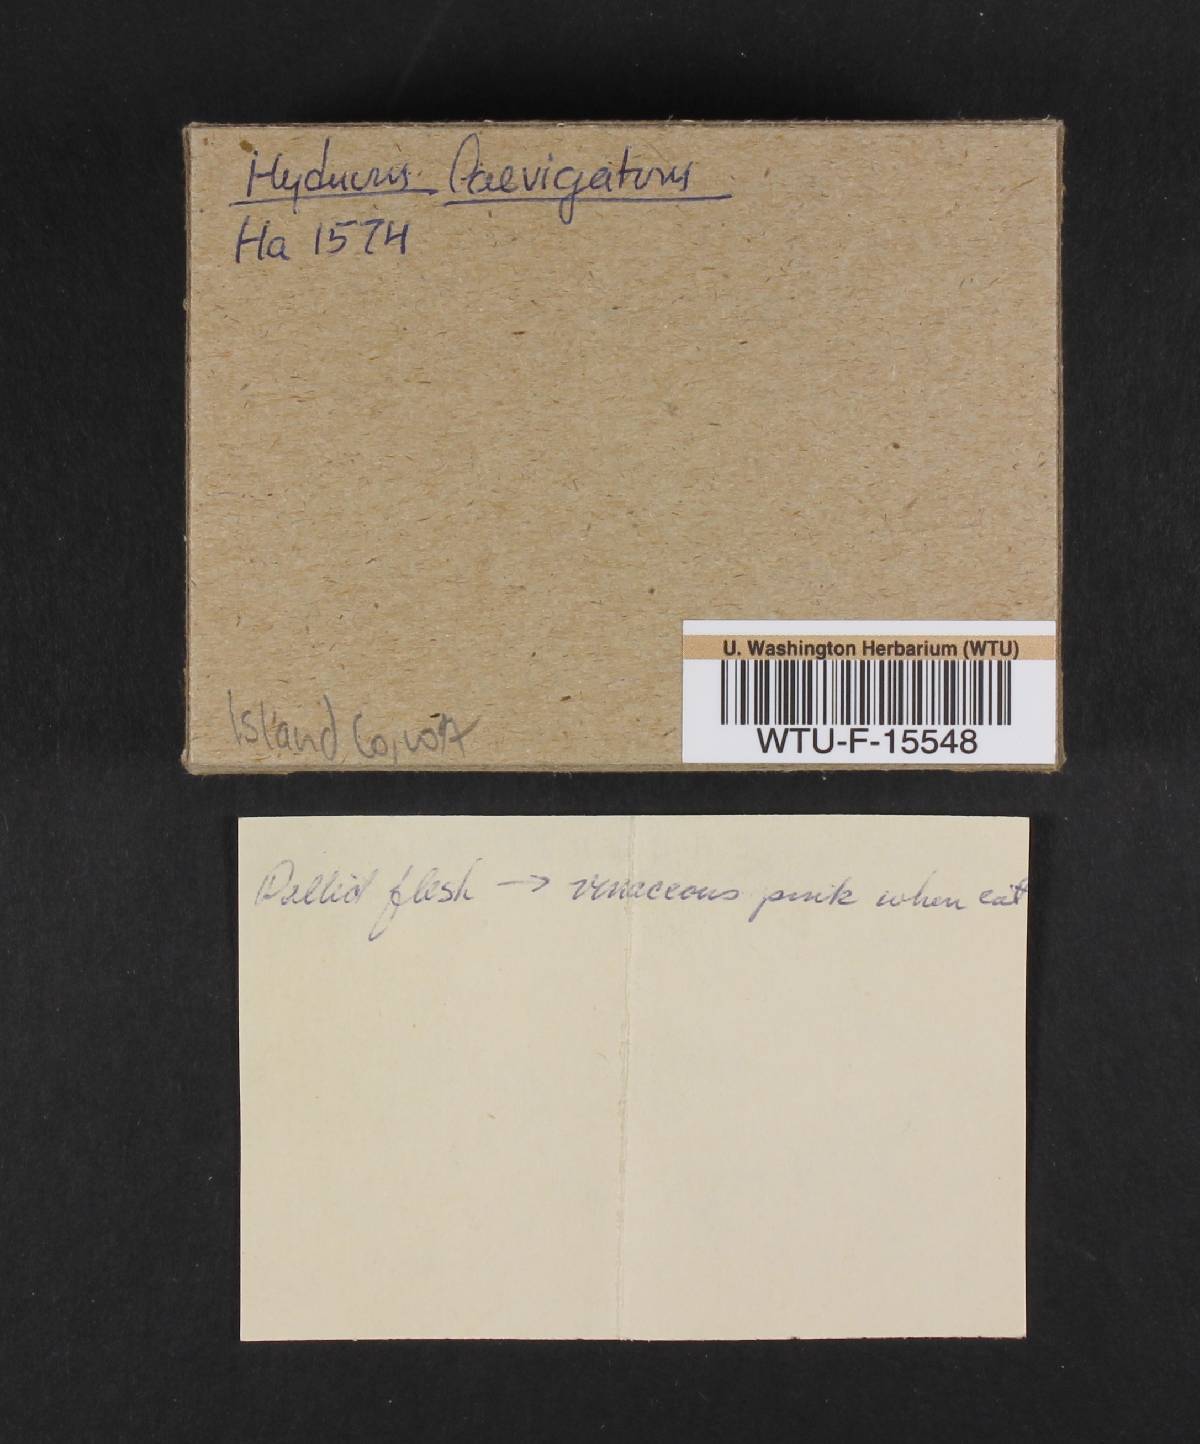 Hydnum laevigatum
Ha 1574
Island Co, WA
U. Washington Herbarium (WTU)
WTU-F-15548
Pallid flesh → vinaceous pink when cut